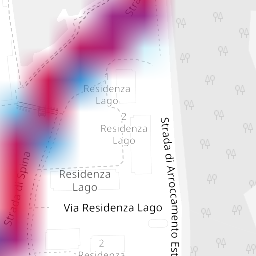 1
Residenza
Lago
2
Residenza
Lago
Strada di Arroccamento Est
Residenza
Lago
Strada di Spina
Via Residenza Lago
2
Residenza